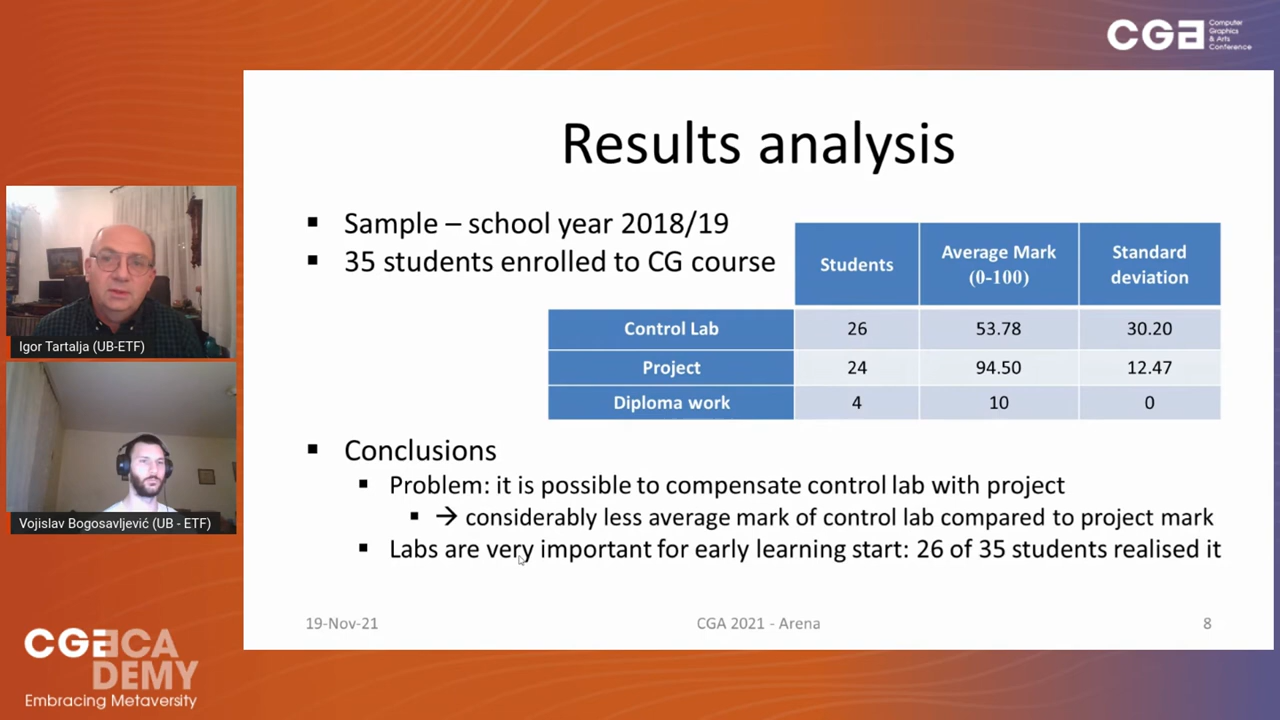 CGA Computer
Graphics
& Arts
Conference
Results analysis
▪ Sample – school year 2018/19
▪ 35 students enrolled to CG course
Students Average Mark (0-100) Standard deviation
Control Lab 26 53.78 30.20
Project 24 94.50 12.47
Diploma work 4 10 0
▪ Conclusions
▪ Problem: it is possible to compensate control lab with project
▪ → considerably less average mark of control lab compared to project mark
▪ Labs are very important for early learning start: 26 of 35 students realised it
19-Nov-21 CGA 2021 - Arena 8
Igor Tartalja (UB-ETF)
Vojislav Bogosavljević (UB - ETF)
CGACA
DEMY
Embracing Metaversity